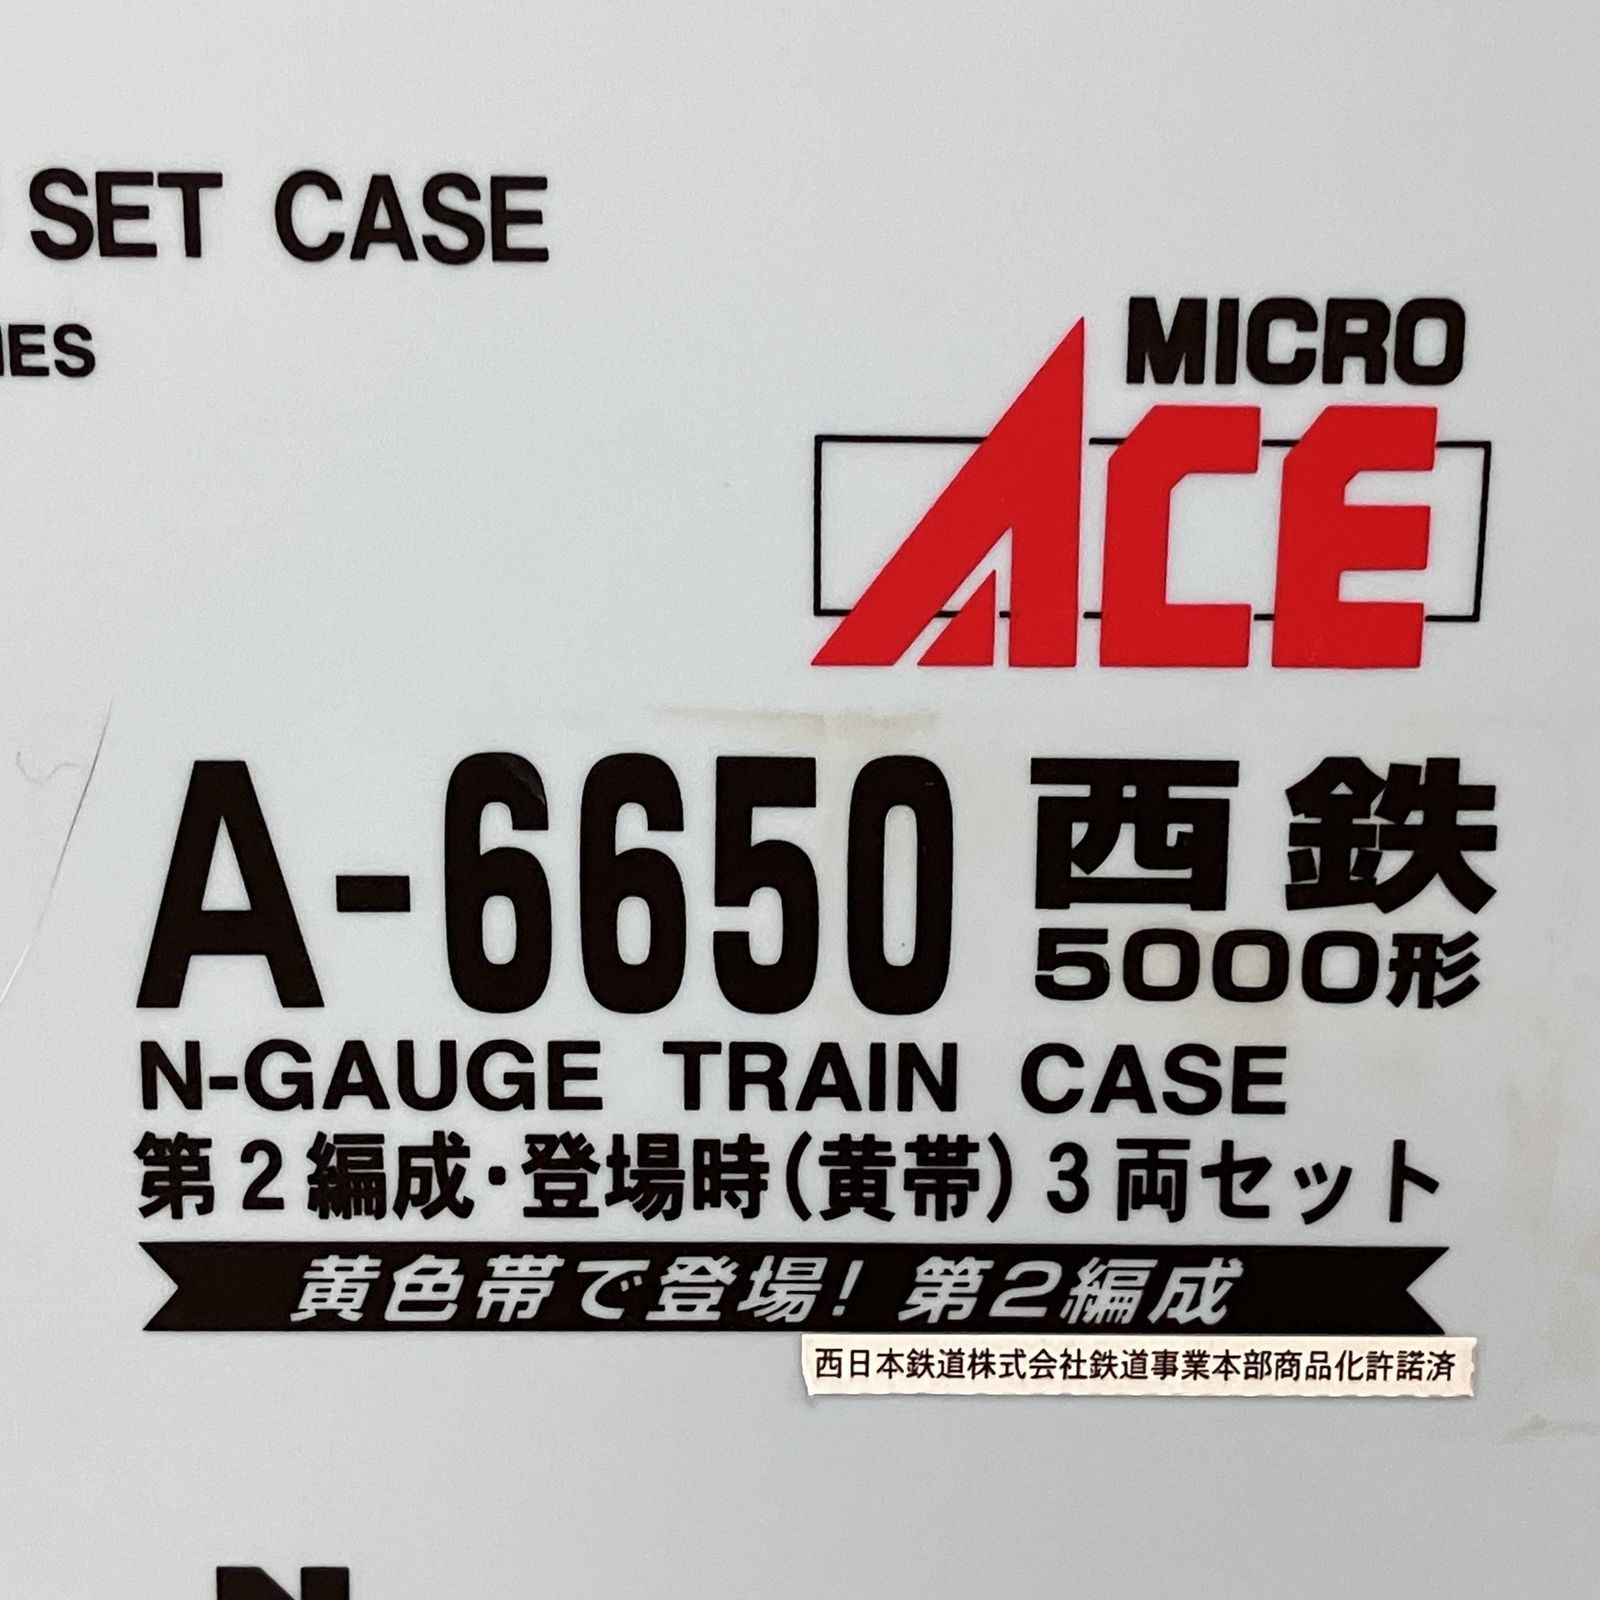 SET CASE
MICRO
ACE
A-6650 西鉄
5000形
N-GAUGE TRAIN CASE
第2編成・登場時(黄帯)3両セット
黄色帯で登場! 第2編成
西日本鉄道株式会社鉄道事業本部商品化許諾済